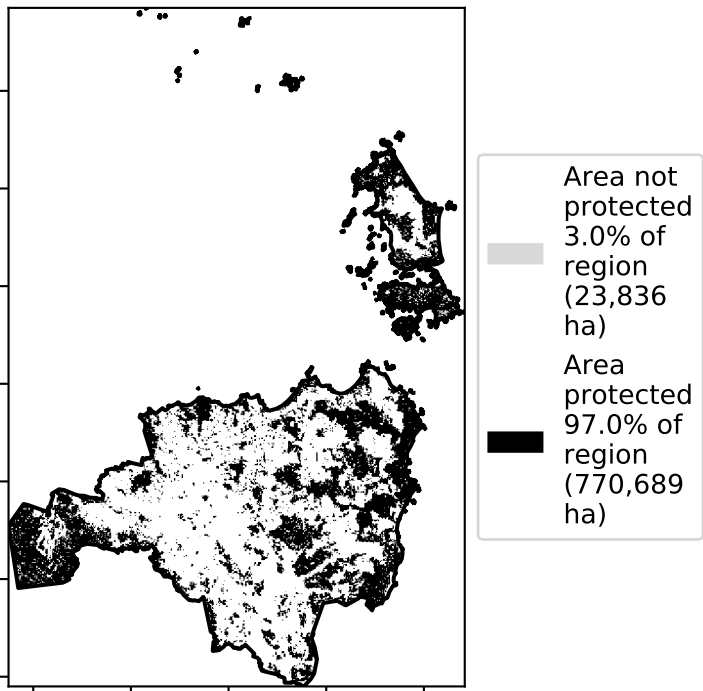 Area not
protected
3.0% of
region
(23,836
ha)
Area
protected
97.0% of
region
(770,689
ha)